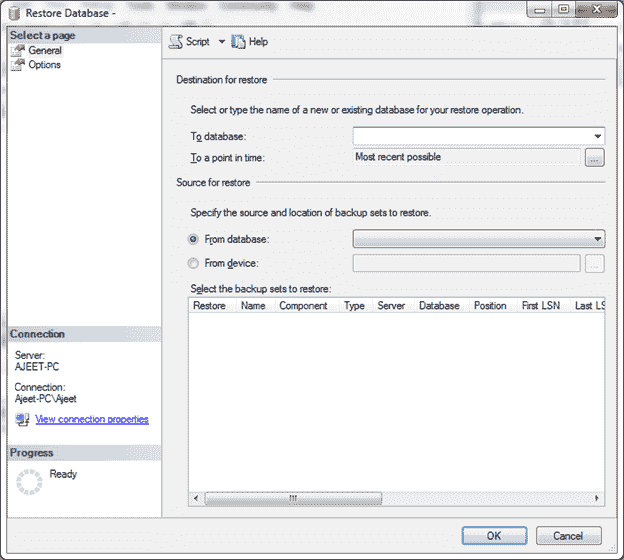 Restore Database -
Select a page
General
Options
Script
Help
Destination for restore
Select or type the name of a new or existing database for your restore operation.
To database:
To a point in time:
Most recent possible
...
Source for restore
Specify the source and location of backup sets to restore.
From database:
From device:
...
Select the backup sets to restore:
Restore Name Component Type Server Database Position First LSN Last LS
Connection
Server:
AJEET-PC
Connection:
Ajeet-PC\Ajeet
View connection properties
Progress
Ready
OK Cancel